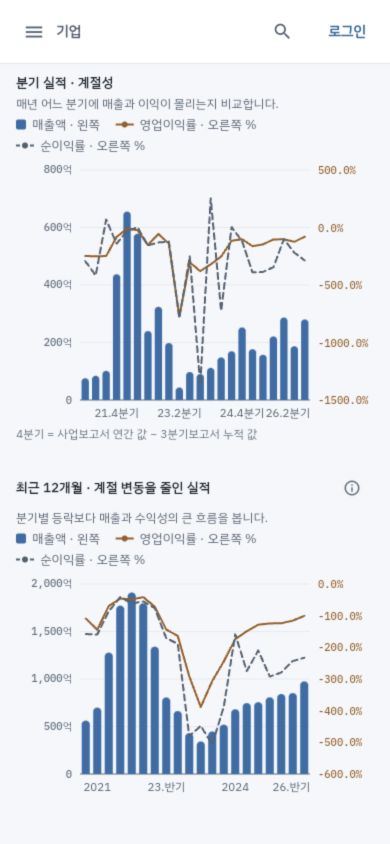 기업
로그인
분기 실적 · 계절성
매년 어느 분기에 매출과 이익이 몰리는지 비교합니다.
매출액 · 왼쪽 영업이익률 · 오른쪽 %
순이익률 · 오른쪽 %
800억 500.0%
600억 0.0%
400억 -500.0%
200억 -1000.0%
0 -1500.0%
21.4분기 23.2분기 24.4분기 26.2분기
4분기 = 사업보고서 연간 값 − 3분기보고서 누적 값
최근 12개월 · 계절 변동을 줄인 실적
분기별 등락보다 매출과 수익성의 큰 흐름을 봅니다.
매출액 · 왼쪽 영업이익률 · 오른쪽 %
순이익률 · 오른쪽 %
2,000억 0.0%
-100.0%
1,500억
-200.0%
1,000억 -300.0%
-400.0%
500억
-500.0%
0 -600.0%
2021 23.반기 2024 26.반기